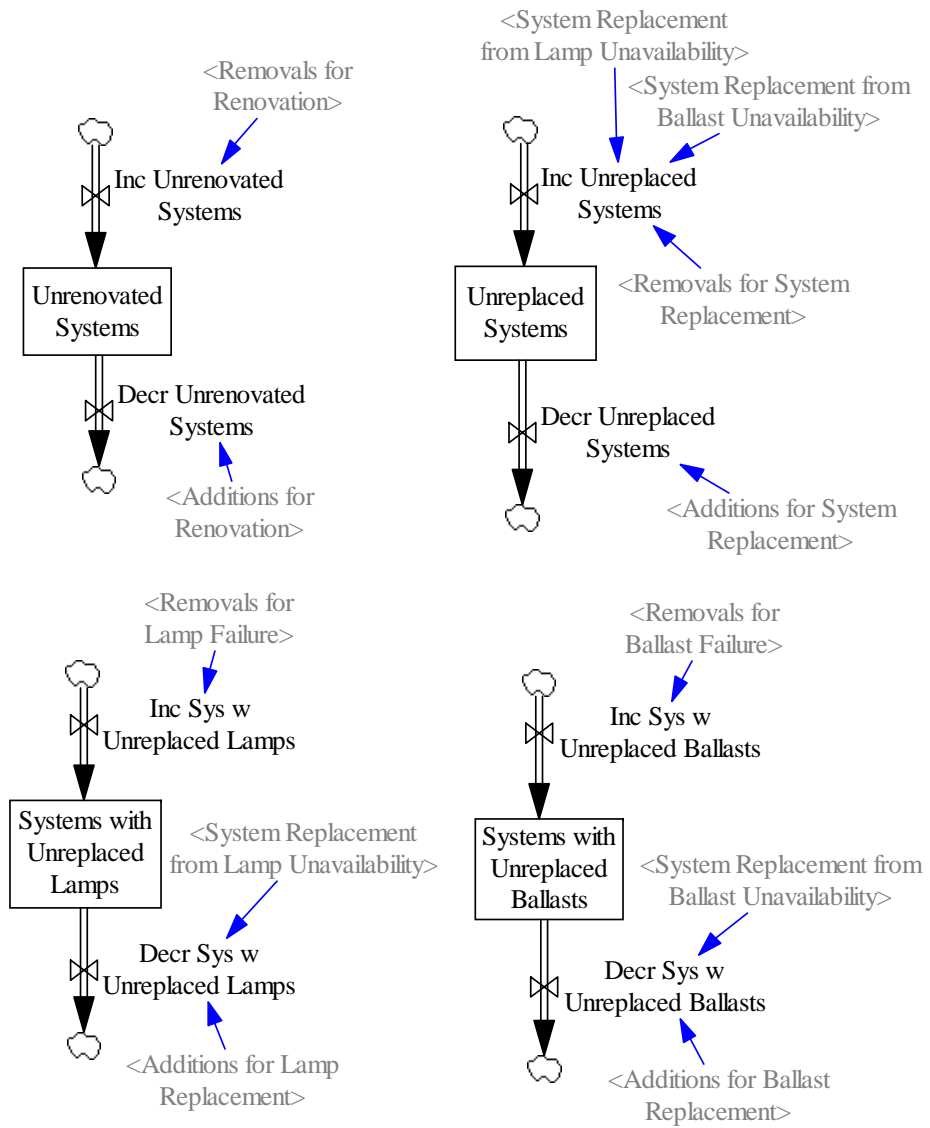 <System Replacement
from Lamp Unavailability>
<Removals for
Renovation>
<System Replacement from
Ballast Unavailability>
Inc Unrenovated
Systems
Inc Unreplaced
Systems
Unrenovated
Systems
Unreplaced
Systems
<Removals for System
Replacement>
Decr Unrenovated
Systems
Decr Unreplaced
Systems
<Additions for
Renovation>
<Additions for System
Replacement>
<Removals for
Lamp Failure>
<Removals for
Ballast Failure>
Inc Sys w
Unreplaced Lamps
Inc Sys w
Unreplaced Ballasts
Systems with
Unreplaced
Lamps
<System Replacement
from Lamp Unavailability>
Systems with
Unreplaced
Ballasts
<System Replacement from
Ballast Unavailability>
Decr Sys w
Unreplaced Lamps
Decr Sys w
Unreplaced Ballasts
<Additions for Lamp
Replacement>
<Additions for Ballast
Replacement>